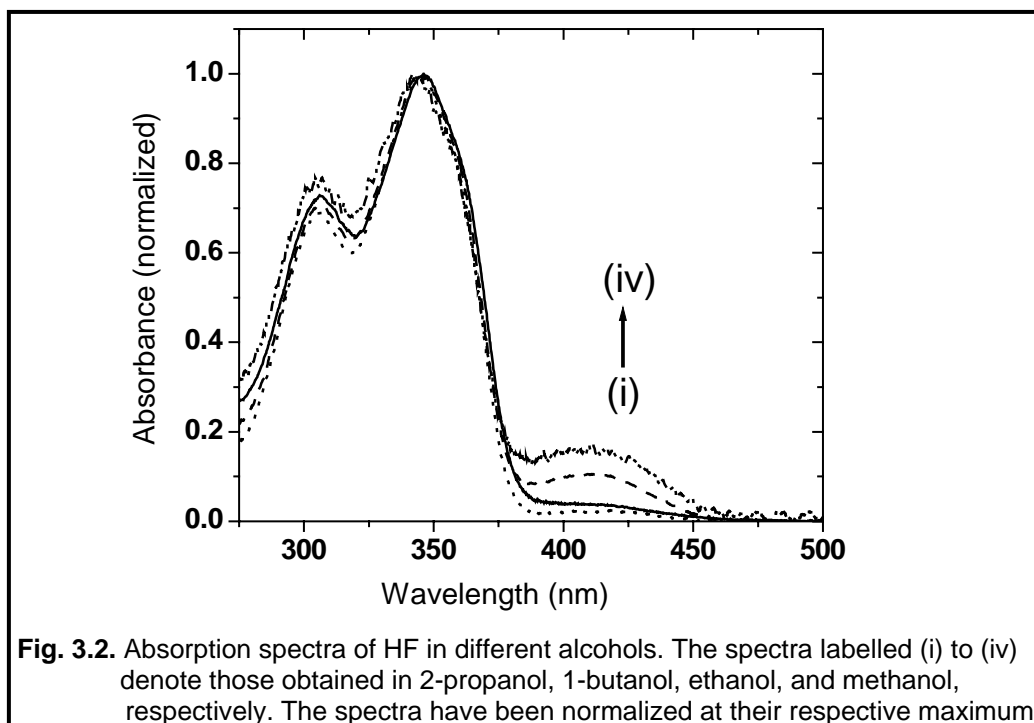 1.0
0.8
0.6
0.4
0.2
0.0
Absorbance (normalized)
(iv)
(i)
300 350 400 450 500
Wavelength (nm)
Fig. 3.2. Absorption spectra of HF in different alcohols. The spectra labelled (i) to (iv)
denote those obtained in 2-propanol, 1-butanol, ethanol, and methanol,
respectively. The spectra have been normalized at their respective maximum